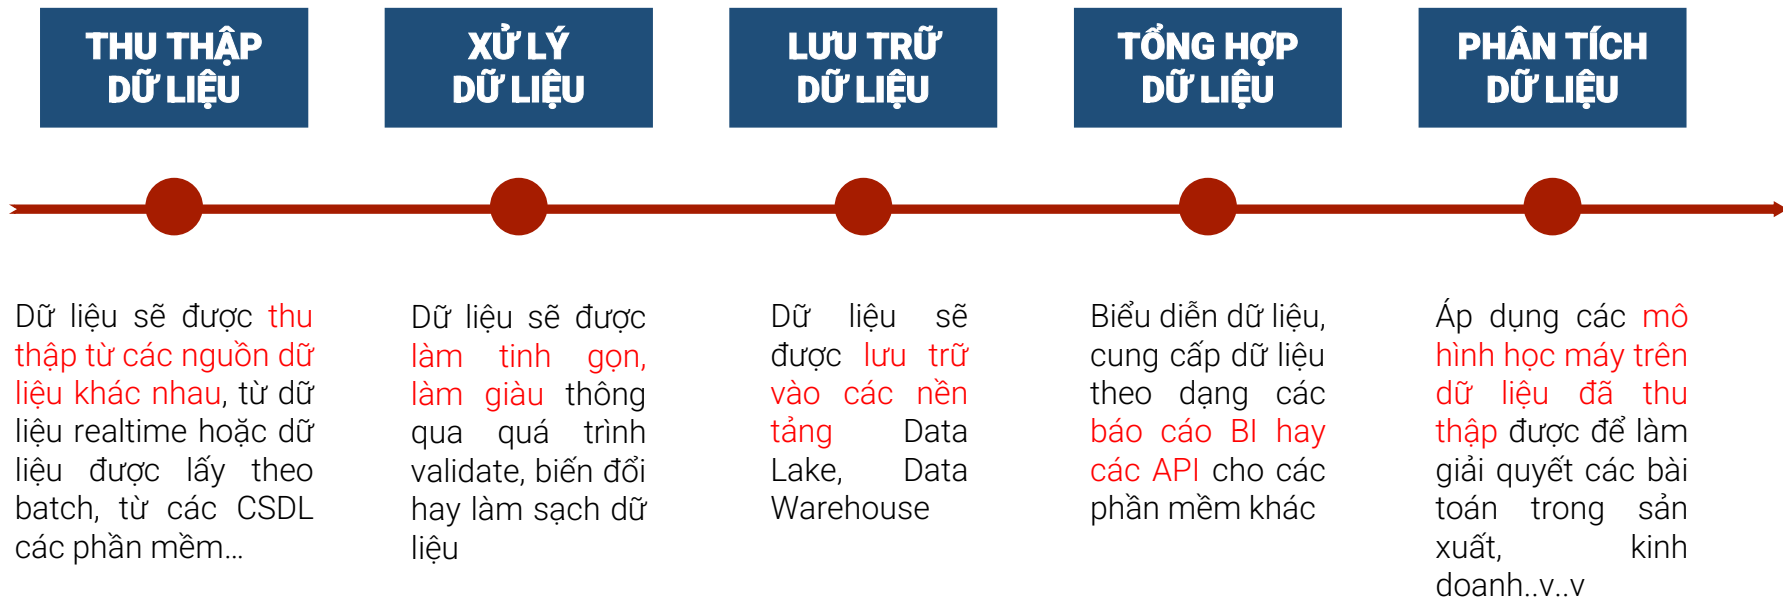 THU THẬP
DỮ LIỆU
XỬ LÝ
DỮ LIỆU
LƯU TRỮ
DỮ LIỆU
TỔNG HỢP
DỮ LIỆU
PHÂN TÍCH
DỮ LIỆU
Dữ liệu sẽ được thu
thập từ các nguồn dữ
liệu khác nhau, từ dữ
liệu realtime hoặc dữ
liệu được lấy theo
batch, từ các CSDL
các phần mềm...
Dữ liệu sẽ được
làm tinh gọn,
làm giàu thông
qua quá trình
validate, biến đổi
hay làm sạch dữ
liệu
Dữ liệu sẽ
được lưu trữ
vào các nền
tảng Data
Lake, Data
Warehouse
Biểu diễn dữ liệu,
cung cấp dữ liệu
theo dạng các
báo cáo BI hay
các API cho các
phần mềm khác
Áp dụng các mô
hình học máy trên
dữ liệu đã thu
thập được để làm
giải quyết các bài
toán trong sản
xuất, kinh
doanh..v..v